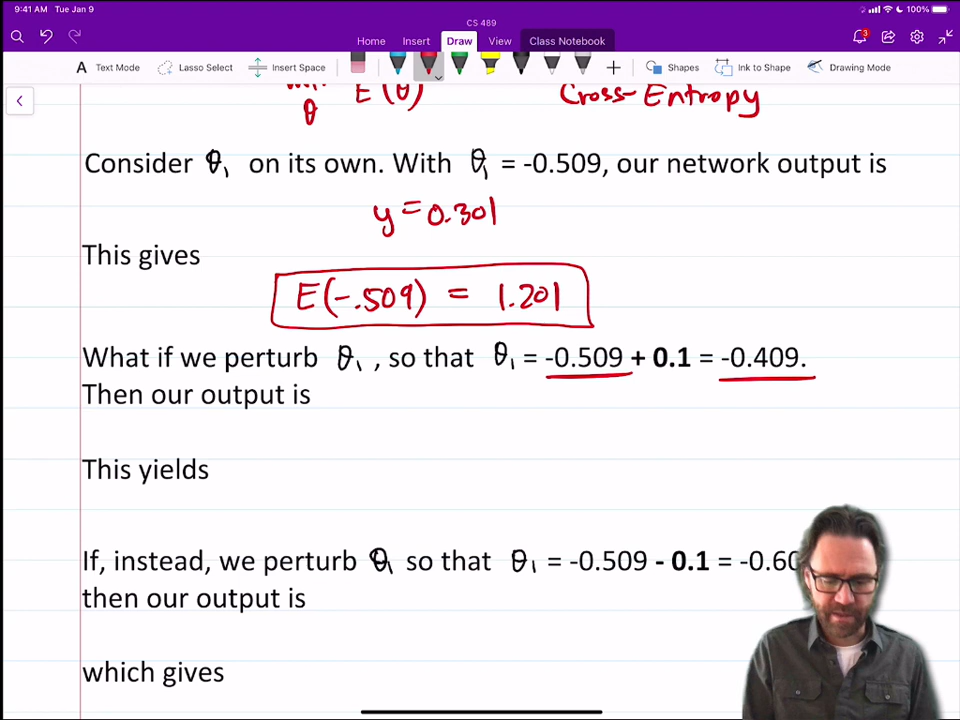 9:41 AM Tue Jan 9
100%
CS 489
Home Insert Draw View Class Notebook
3
A Text Mode Lasso Select Insert Space Shapes Ink to Shape Drawing Mode
θ E(θ) Cross-Entropy
Consider θ₁ on its own. With θ₁ = -0.509, our network output is
y = 0.301
This gives
E(-.509) = 1.201
What if we perturb θ₁, so that θ₁ = -0.509 + 0.1 = -0.409.
Then our output is
This yields
If, instead, we perturb θ₁ so that θ₁ = -0.509 - 0.1 = -0.60
then our output is
which gives